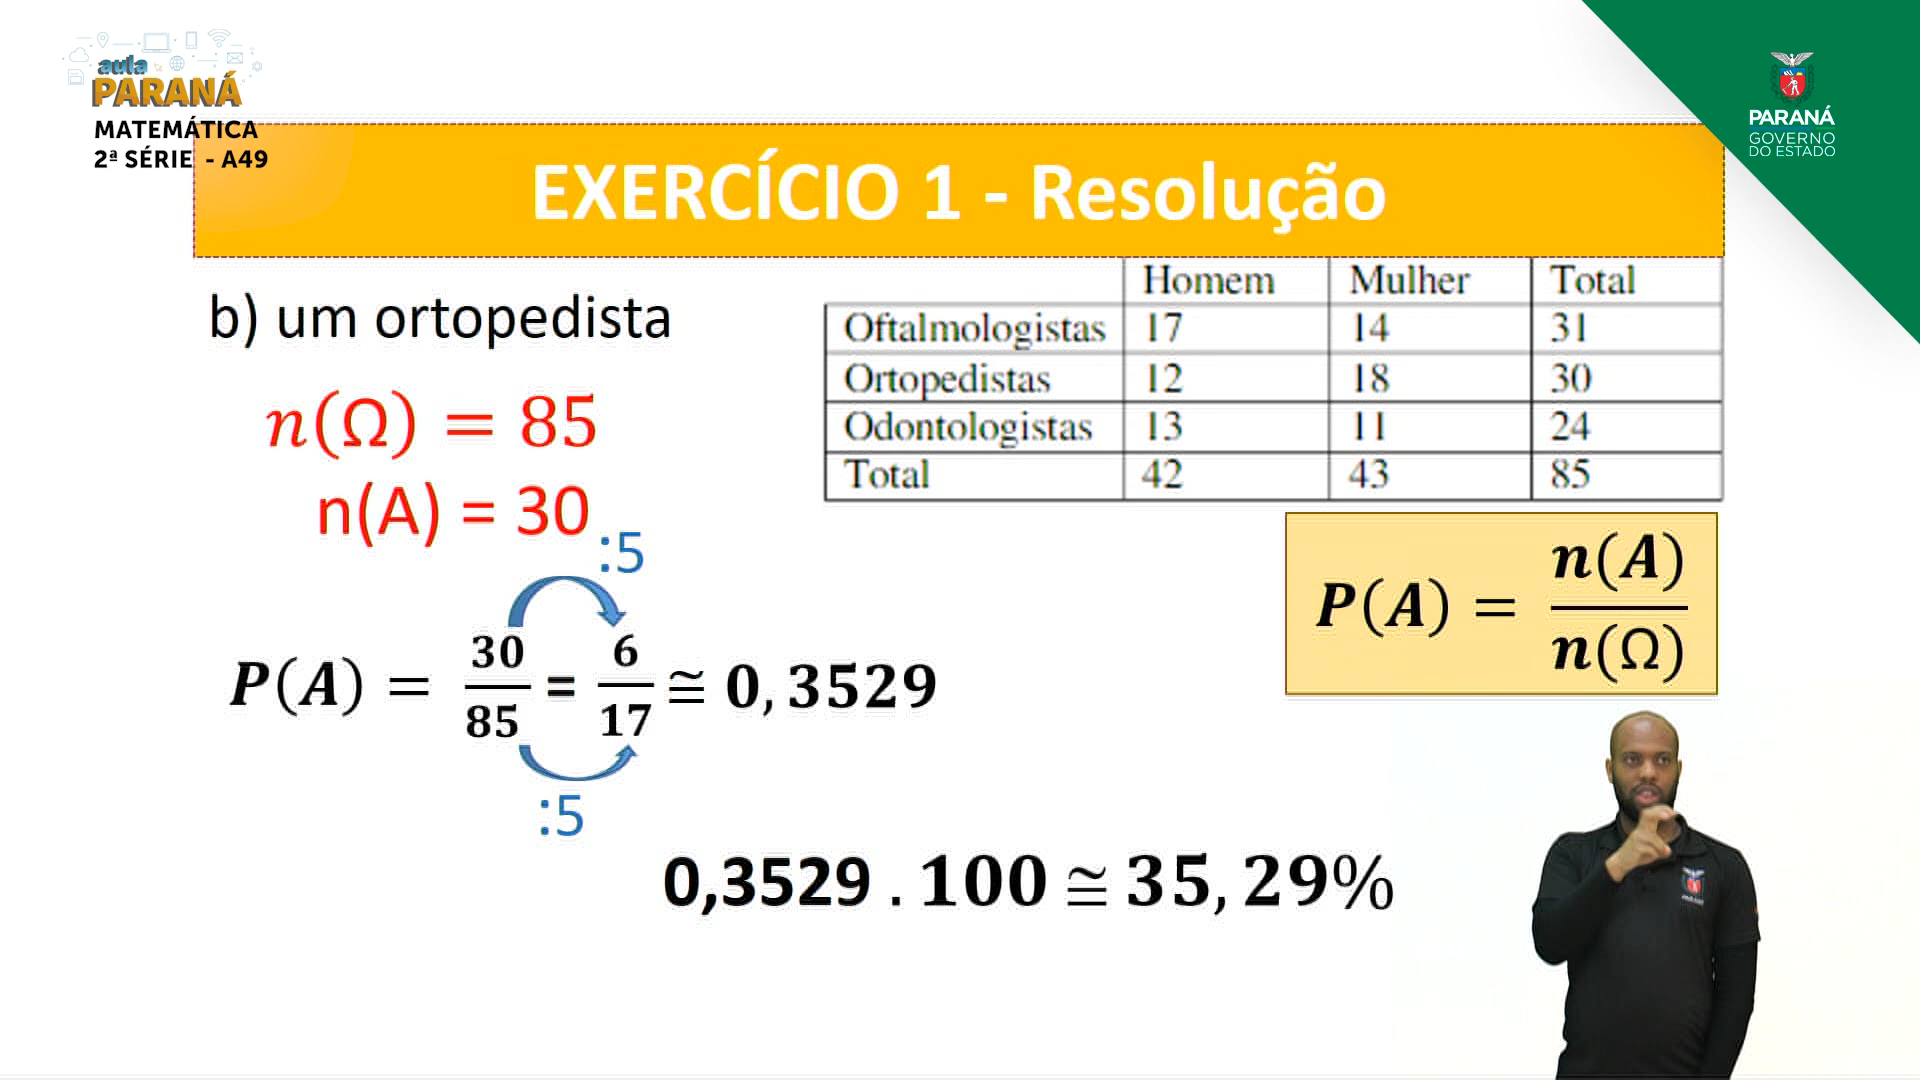 aula
PARANÁ
MATEMÁTICA
2ª SÉRIE - A49
PARANÁ
GOVERNO
DO ESTADO
EXERCÍCIO 1 - Resolução
b) um ortopedista
Homem Mulher Total
Oftalmologistas 17 14 31
Ortopedistas 12 18 30
Odontologistas 13 11 24
Total 42 43 85
n(Ω) = 85
n(A) = 30
:5
P(A) = 30/85 = 6/17 ≅ 0,3529
:5
P(A) = n(A)/n(Ω)
0,3529 . 100 ≅ 35,29%